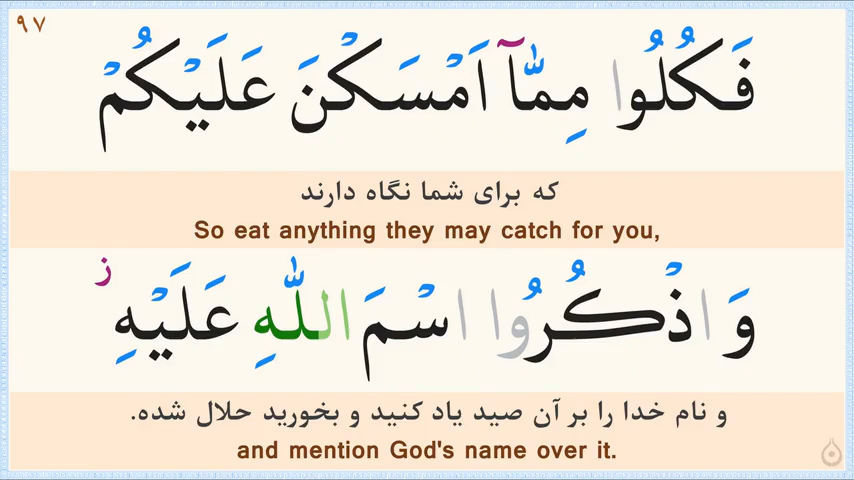 ۹۷
فَكُلُوا مِمَّآ اَمْسَكْنَ عَلَيْكُمْ
که برای شما نگاه دارند
So eat anything they may catch for you,
وَ اذْكُرُوا اسْمَ اللّٰهِ عَلَيْهِ ز
و نام خدا را بر آن صید یاد کنید و بخورید حلال شده.
and mention God's name over it.